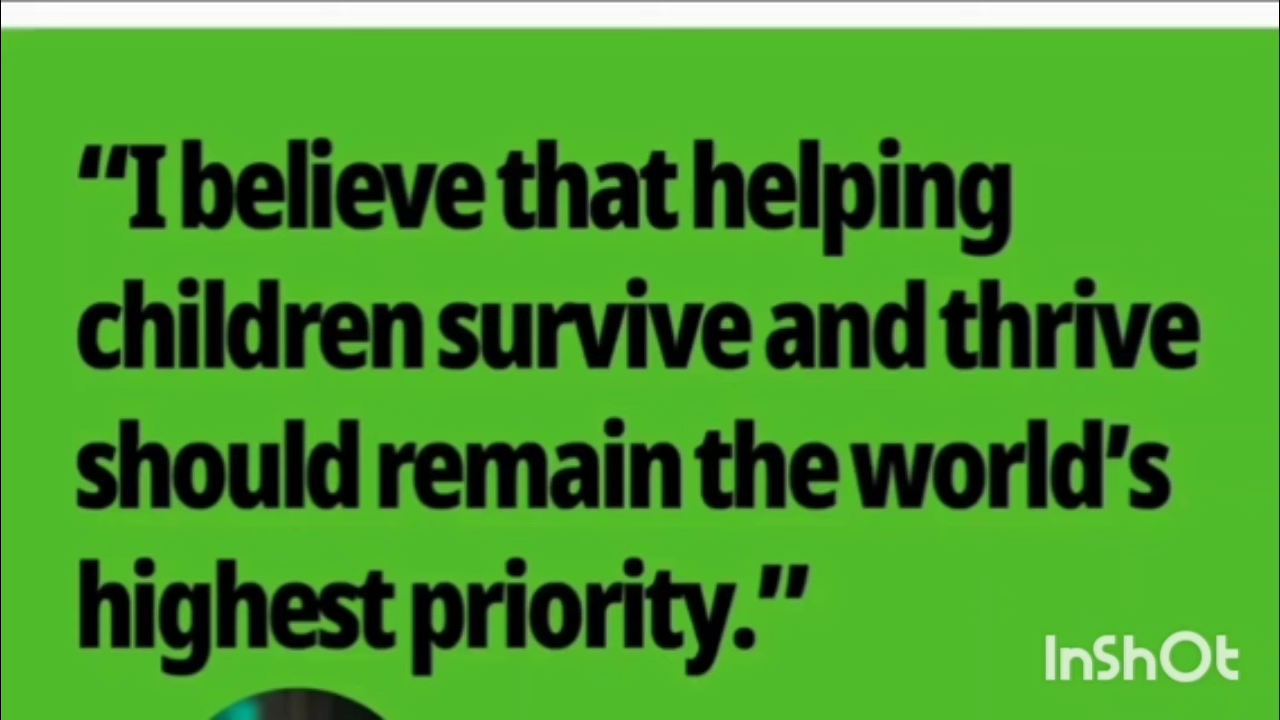 “I believe that helping
children survive and thrive
should remain the world’s
highest priority.”
InShOt